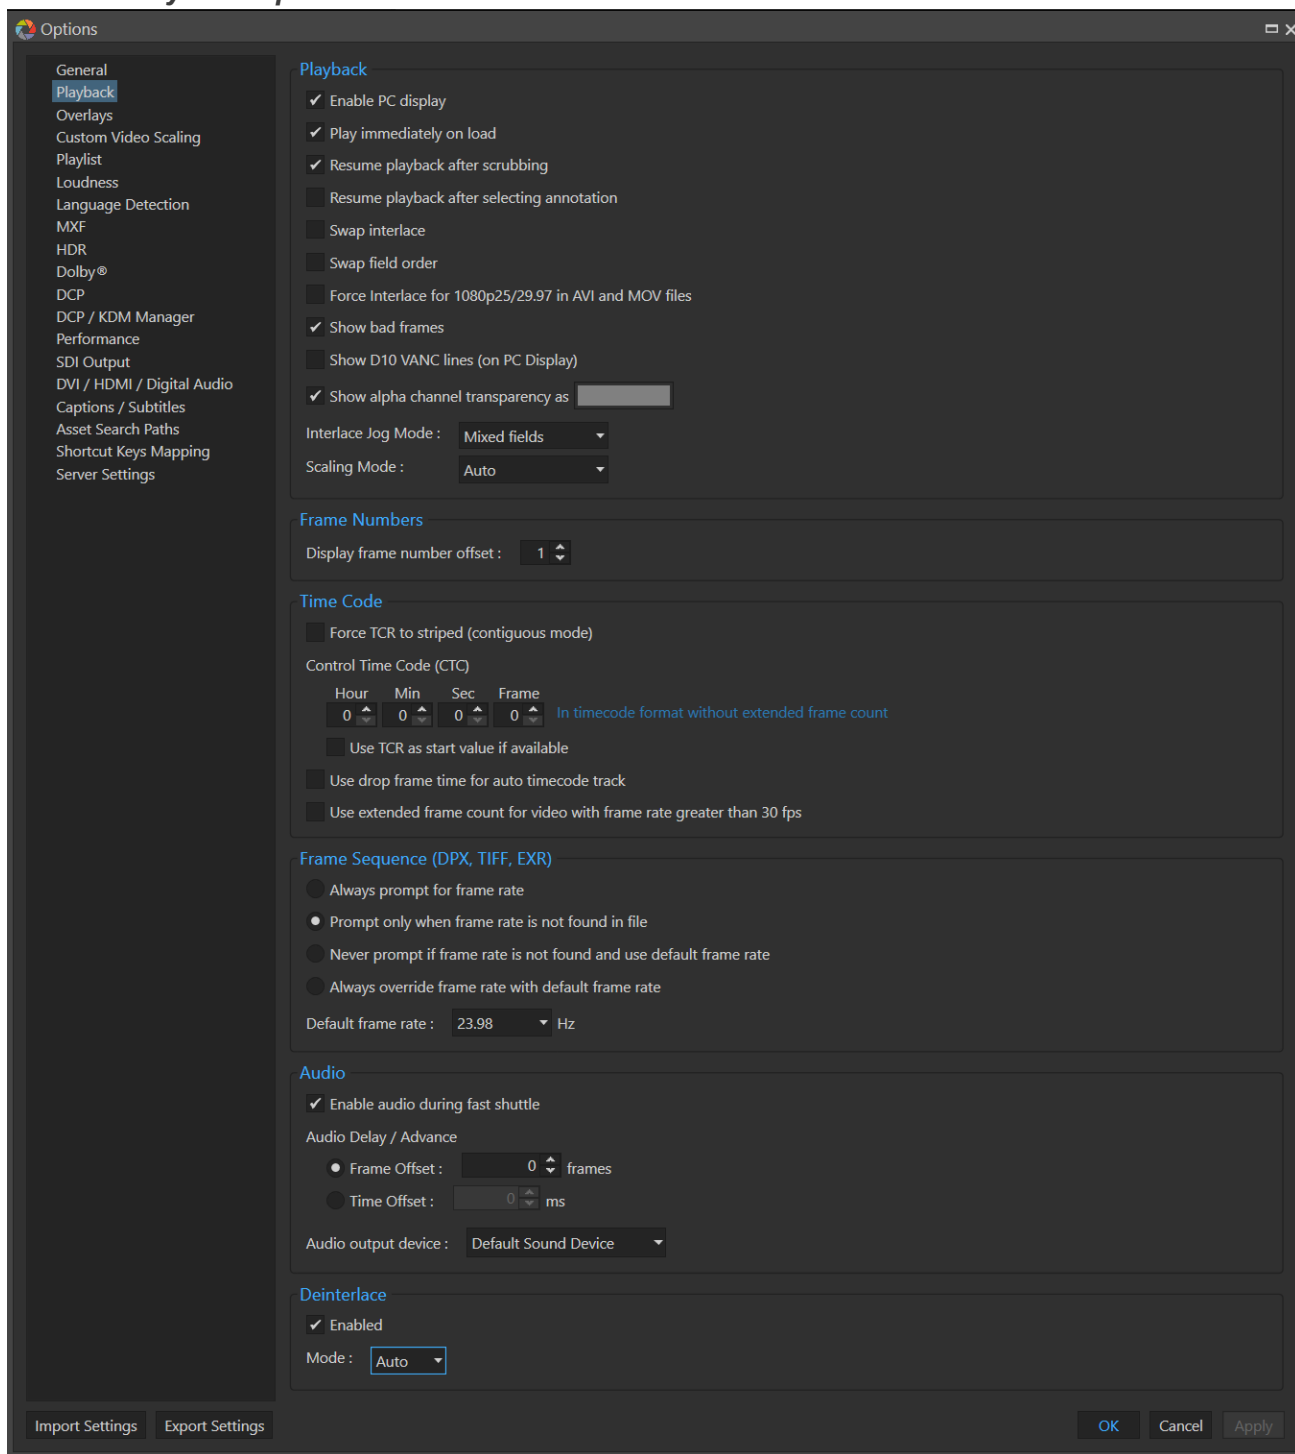 Options
General
Playback
Overlays
Custom Video Scaling
Playlist
Loudness
Language Detection
MXF
HDR
Dolby®
DCP
DCP / KDM Manager
Performance
SDI Output
DVI / HDMI / Digital Audio
Captions / Subtitles
Asset Search Paths
Shortcut Keys Mapping
Server Settings
Playback
Enable PC display
Play immediately on load
Resume playback after scrubbing
Resume playback after selecting annotation
Swap interlace
Swap field order
Force Interlace for 1080p25/29.97 in AVI and MOV files
Show bad frames
Show D10 VANC lines (on PC Display)
Show alpha channel transparency as
Interlace Jog Mode : Mixed fields
Scaling Mode : Auto
Frame Numbers
Display frame number offset : 1
Time Code
Force TCR to striped (contiguous mode)
Control Time Code (CTC)
Hour Min Sec Frame
0 0 0 0 In timecode format without extended frame count
Use TCR as start value if available
Use drop frame time for auto timecode track
Use extended frame count for video with frame rate greater than 30 fps
Frame Sequence (DPX, TIFF, EXR)
Always prompt for frame rate
Prompt only when frame rate is not found in file
Never prompt if frame rate is not found and use default frame rate
Always override frame rate with default frame rate
Default frame rate : 23.98 Hz
Audio
Enable audio during fast shuttle
Audio Delay / Advance
Frame Offset : 0 frames
Time Offset : 0 ms
Audio output device : Default Sound Device
Deinterlace
Enabled
Mode : Auto
Import Settings Export Settings OK Cancel Apply